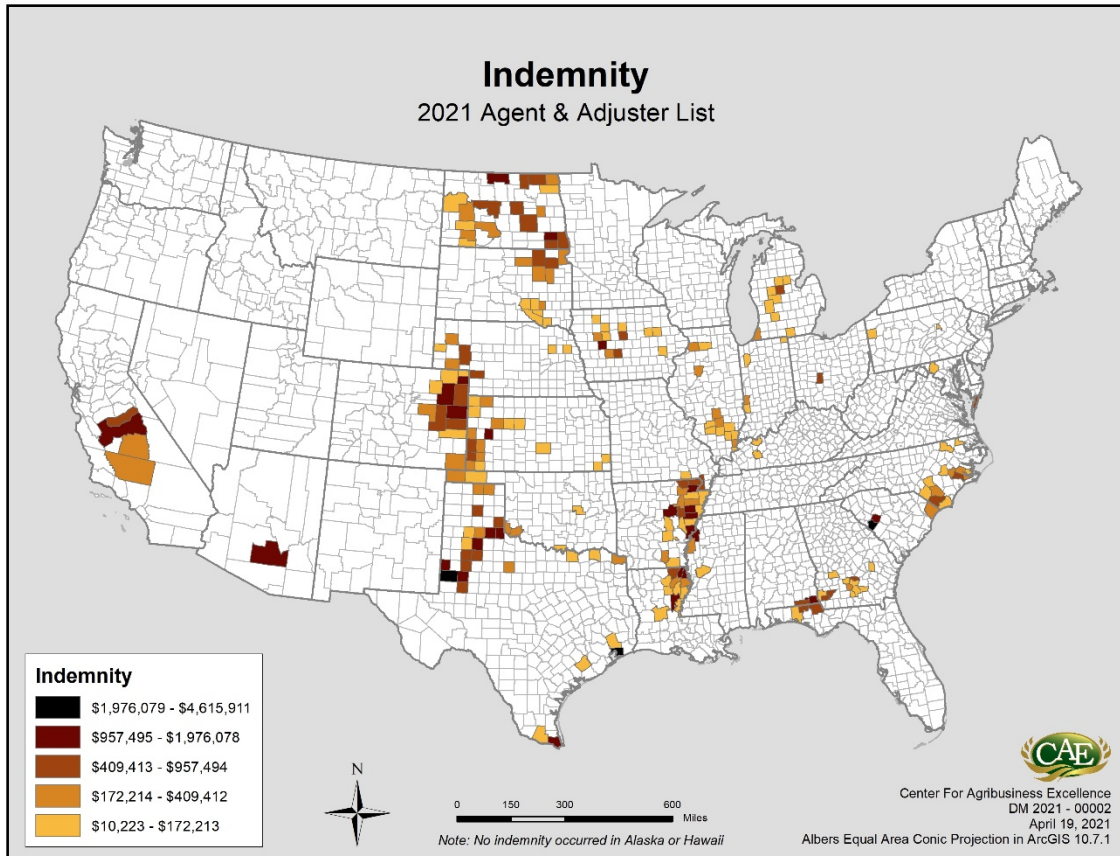 Indemnity
2021 Agent & Adjuster List
Indemnity
$1,976,079 - $4,615,911
$957,495 - $1,976,078
$409,413 - $957,494
$172,214 - $409,412
$10,223 - $172,213
N
0 150 300 600
Miles
Note: No indemnity occurred in Alaska or Hawaii
CAE
Center For Agribusiness Excellence
DM 2021 - 00002
April 19, 2021
Albers Equal Area Conic Projection in ArcGIS 10.7.1